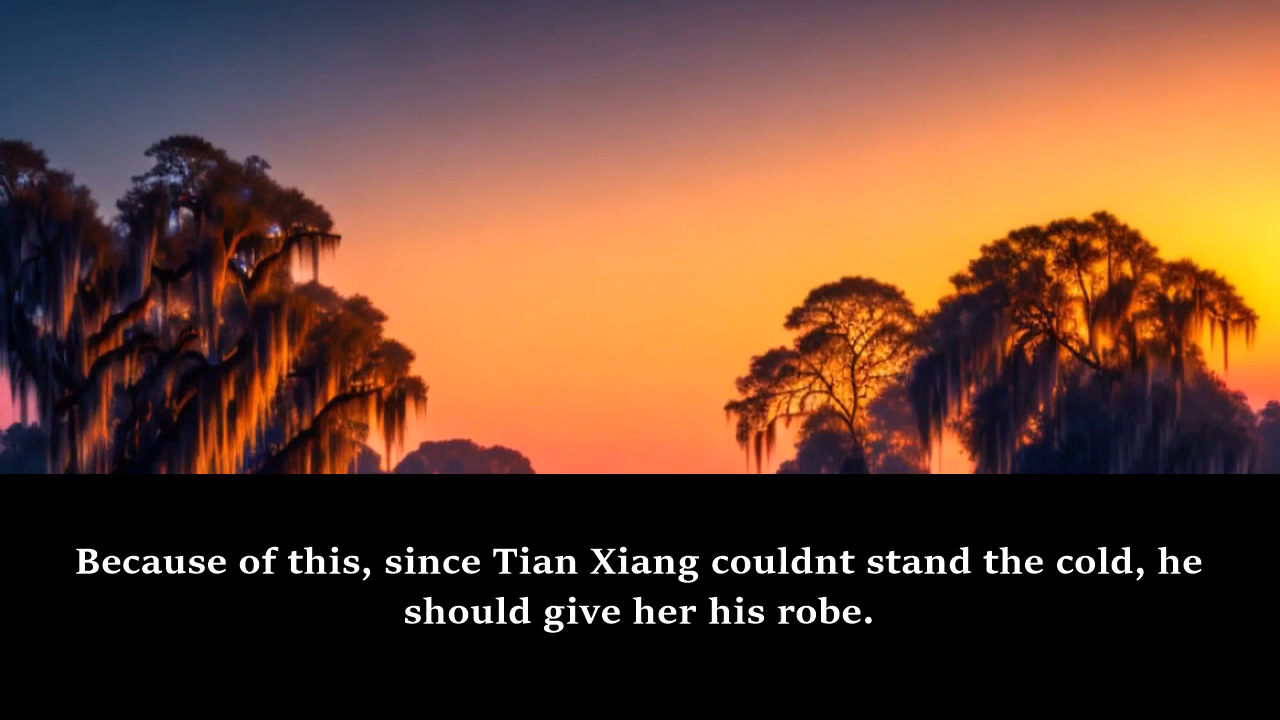 Because of this, since Tian Xiang couldnt stand the cold, he
should give her his robe.